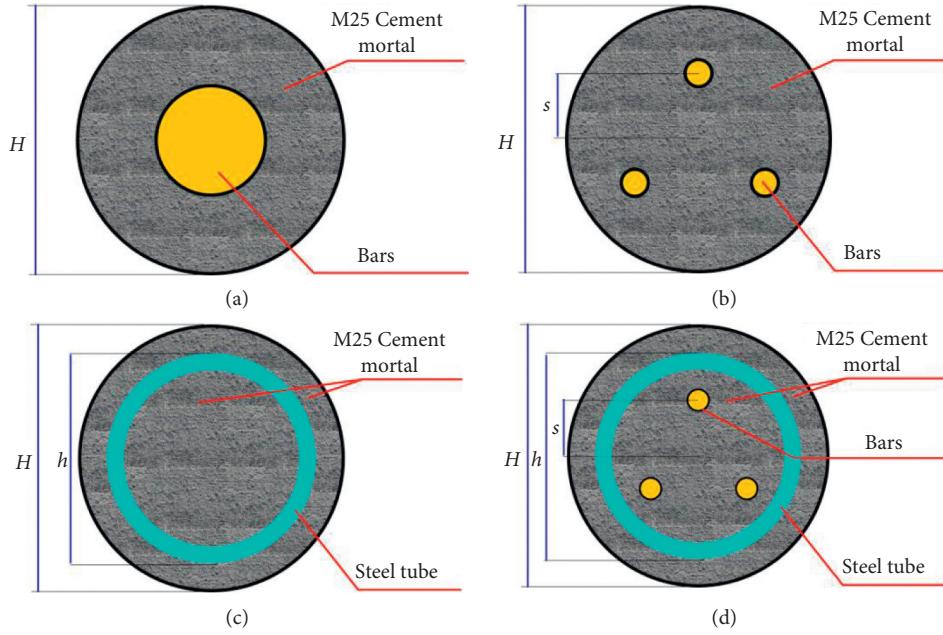 M25 Cement
mortal
H
Bars
(a)
M25 Cement
mortal
s
H
Bars
(b)
M25 Cement
mortal
H
h
Steel tube
(c)
M25 Cement
mortal
s
Bars
H
h
Steel tube
(d)